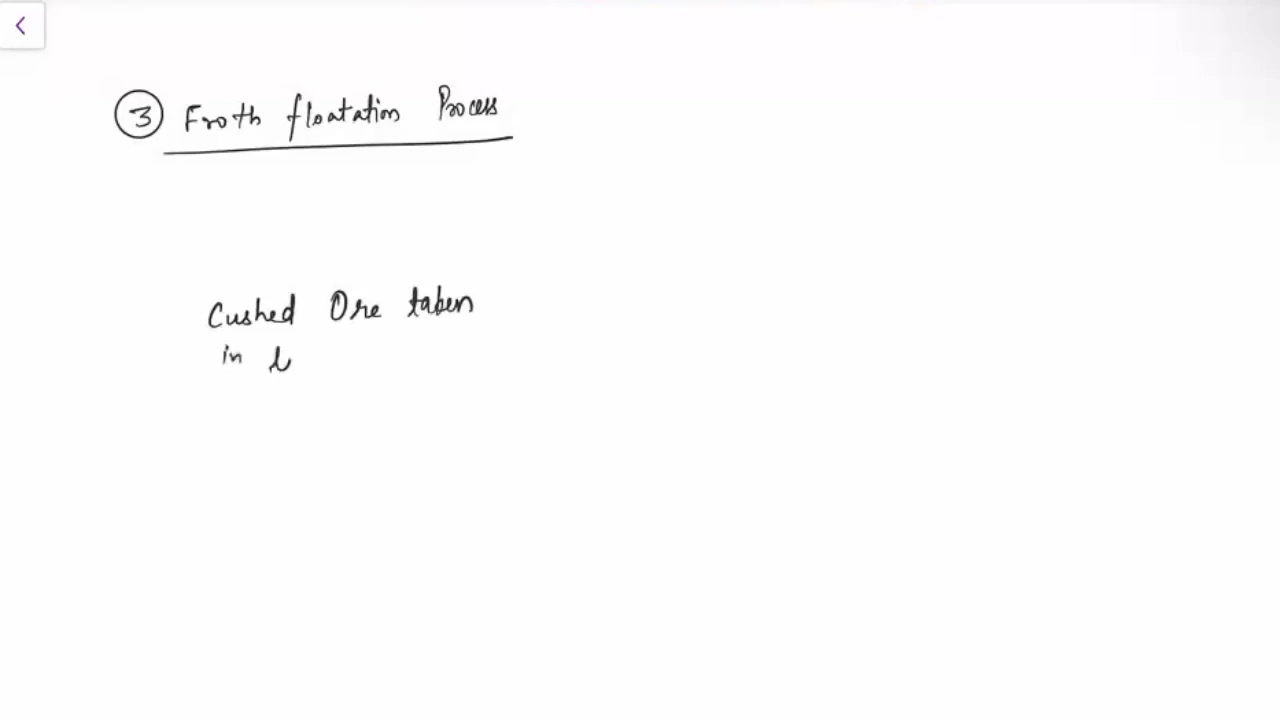 3 Froth floatation Process
Cushed Ore taken
in